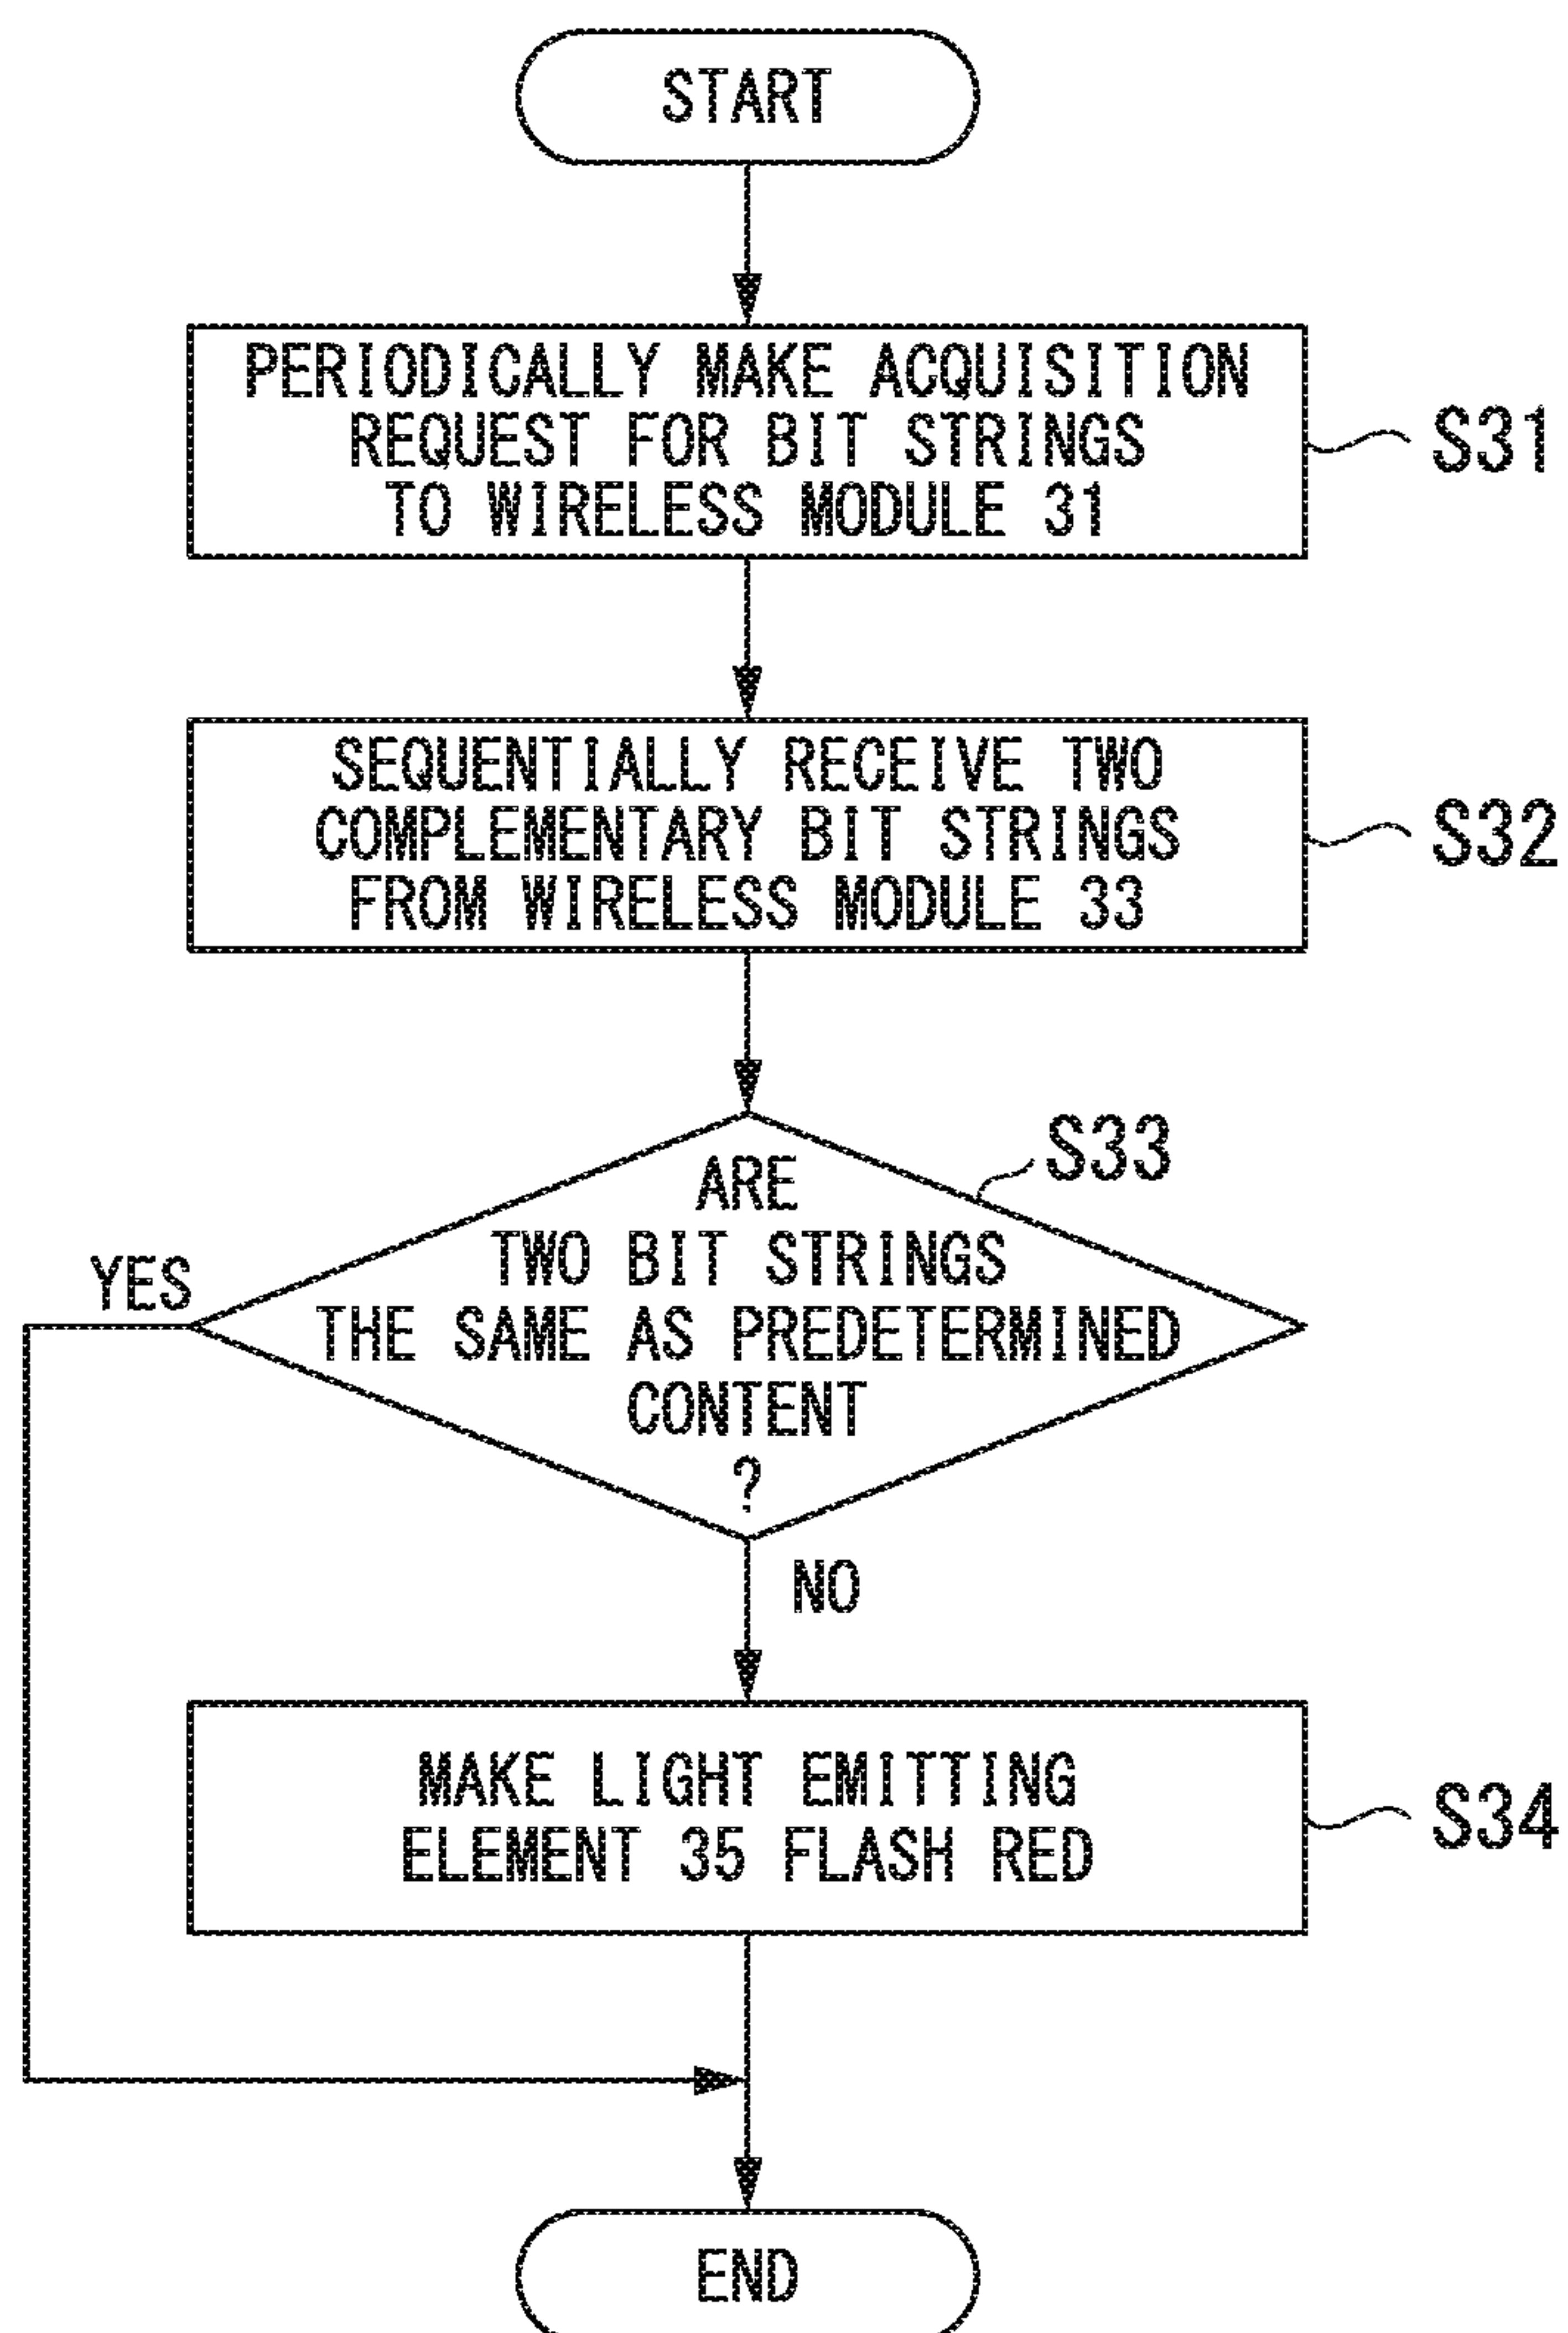 START
PERIODICALLY MAKE ACQUISITION
REQUEST FOR BIT STRINGS
TO WIRELESS MODULE 31
S31
SEQUENTIALLY RECEIVE TWO
COMPLEMENTARY BIT STRINGS
FROM WIRELESS MODULE 33
S32
S33
ARE
TWO BIT STRINGS
THE SAME AS PREDETERMINED
CONTENT
?
YES
NO
MAKE LIGHT EMITTING
ELEMENT 35 FLASH RED
S34
END